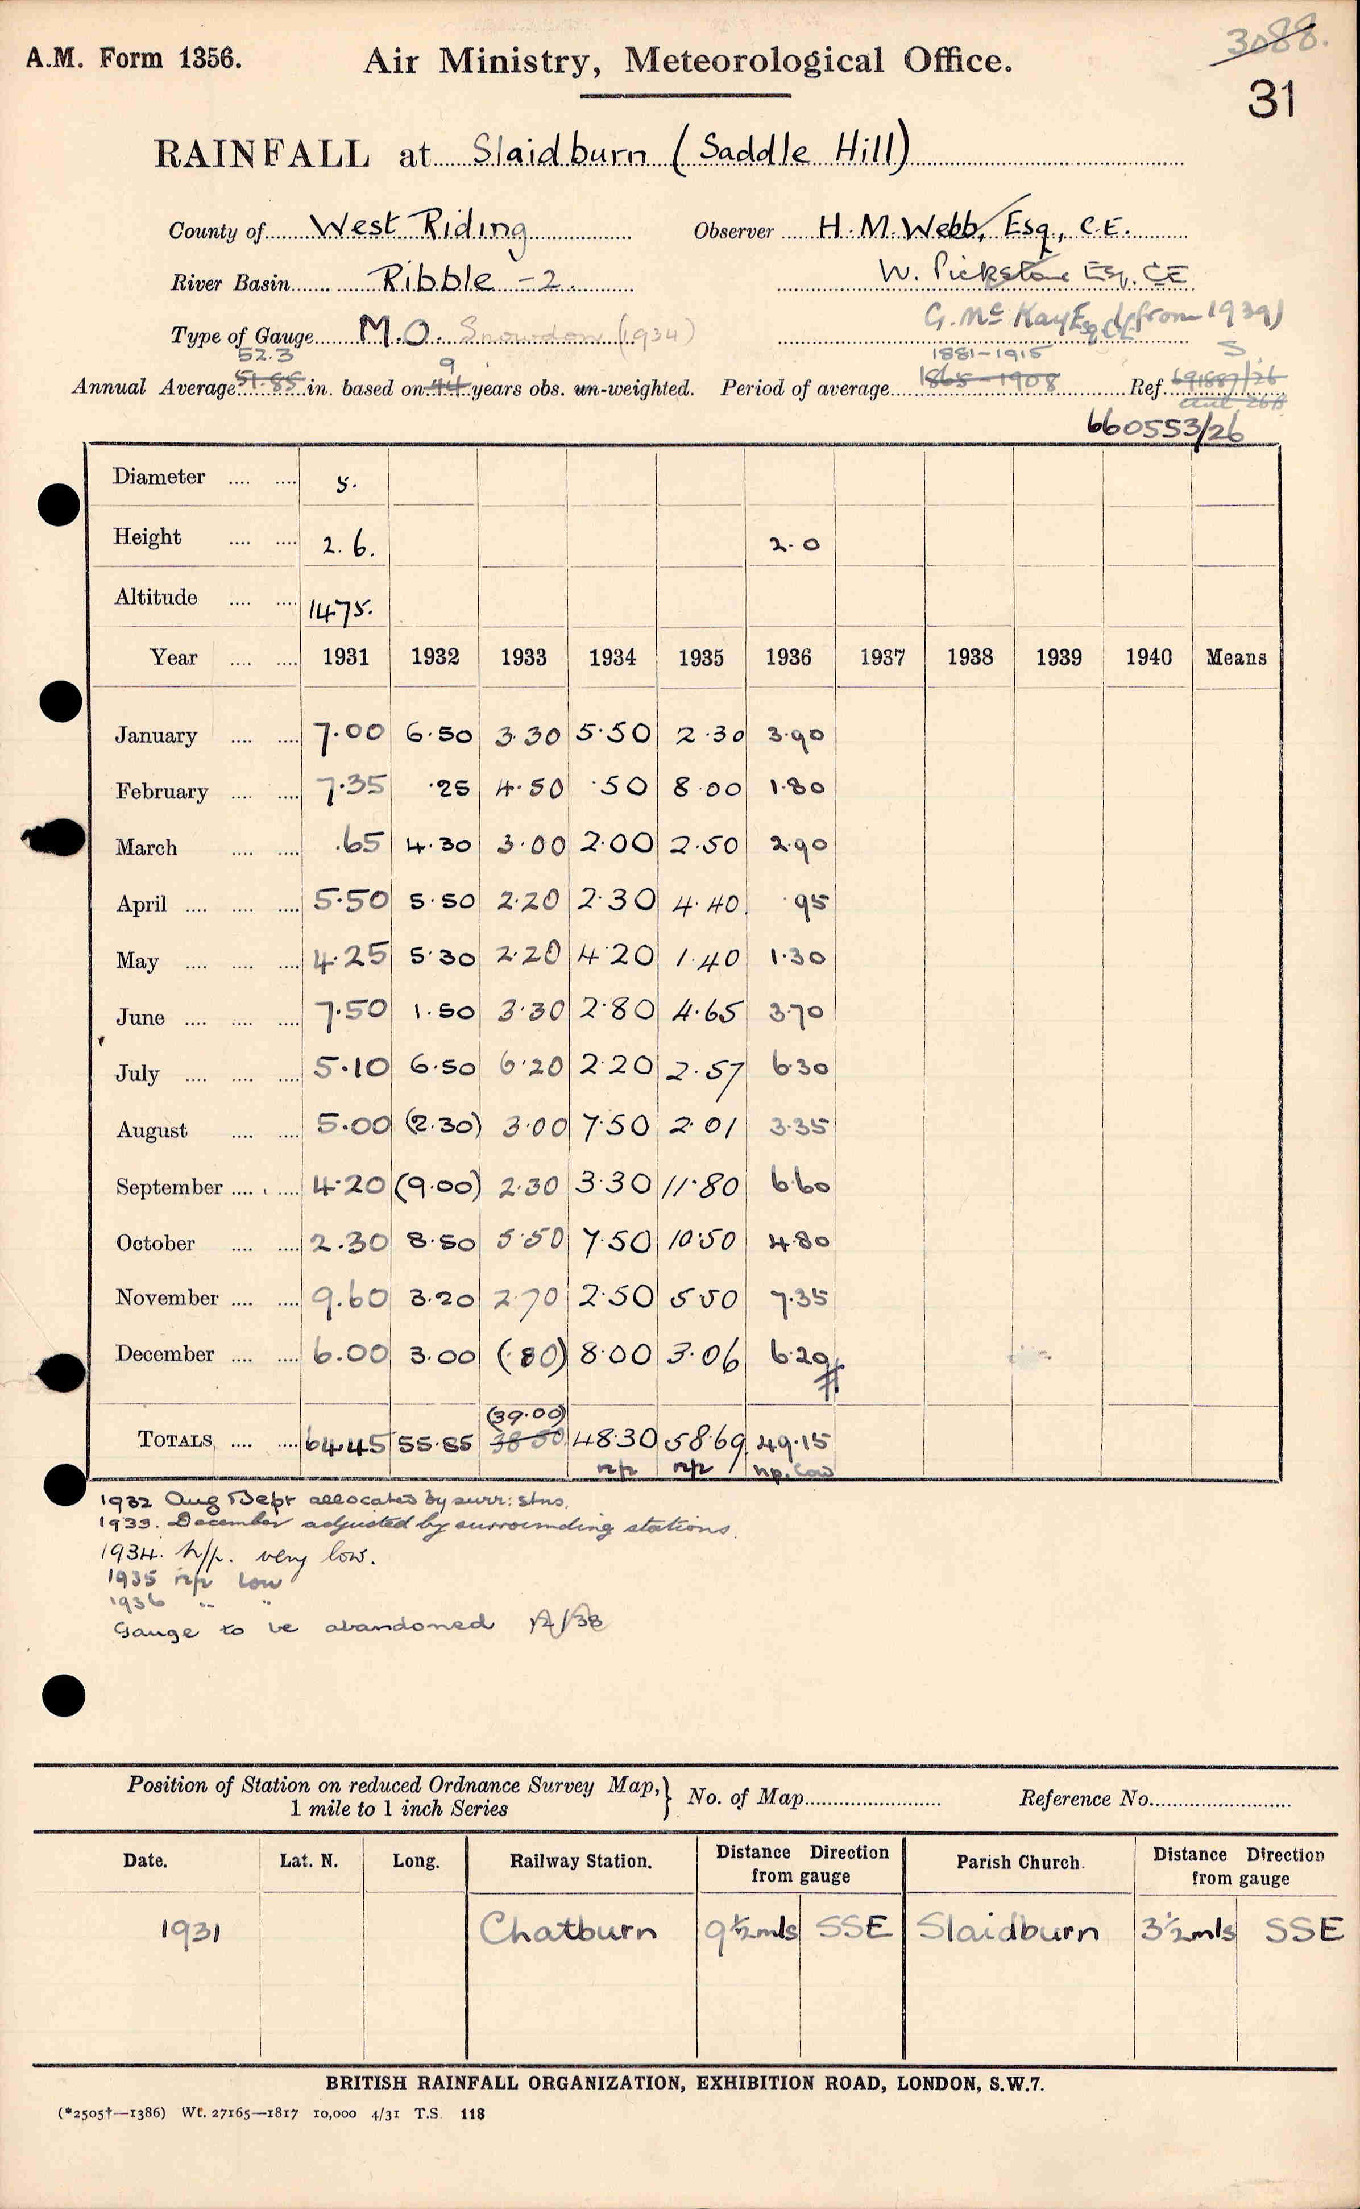 3088.
A.M. Form 1356. Air Ministry, Meteorological Office.
31
RAINFALL at Slaidburn (Saddle Hill)
County of West Riding Observer H. M. Webb, Esq., C.E.
River Basin Ribble - 2. W. Pickstone Esq. CE
Type of Gauge M.O. Snowdon (1934) G. Mc Kay Esq CE (from 1939)
52.3 9 1881-1915 S.
Annual Average 51.85 in. based on 44 years obs. un-weighted. Period of average 1865-1908 Ref. 691887/26
660553/26
Diameter .... .... 5.
Height .... .... 2.6. 2.0
Altitude .... .... 1475.
Year .... .... 1931 1932 1933 1934 1935 1936 1937 1938 1939 1940 Means
January .... .... 7.00 6.50 3.30 5.50 2.30 3.90
February .... .... 7.35 .25 4.50 .50 8.00 1.80
March .... .... .65 4.30 3.00 2.00 2.50 2.90
April .... .... .... 5.50 5.50 2.20 2.30 4.40 .95
May .... .... .... 4.25 5.30 2.20 4.20 1.40 1.30
June .... .... .... 7.50 1.50 3.30 2.80 4.65 3.70
July .... .... .... 5.10 6.50 6.20 2.20 2.57 6.30
August .... .... 5.00 (2.30) 3.00 7.50 2.01 3.35
September .... .... 4.20 (9.00) 2.30 3.30 11.80 6.60
October .... .... 2.30 8.50 5.50 7.50 10.50 4.80
November .... .... 9.60 3.20 2.70 2.50 5.50 7.35
December .... .... 6.00 3.00 (.80) 8.00 3.06 6.20
(39.00)
TOTALS .... .... 64.45 55.85 38.50 48.30 58.69 49.15
n/p n/p np. low
1932 Aug Sept allocated by surr: stns.
1933. December adjusted by surrounding stations.
1934. n/p. very low.
1935 n/p low
1936 " "
Gauge to be abandoned 12/38
Position of Station on reduced Ordnance Survey Map, 1 mile to 1 inch Series } No. of Map Reference No.
Date. Lat. N. Long. Railway Station. Distance from gauge Direction Parish Church. Distance from gauge Direction
1931 Chatburn 9½ mls SSE Slaidburn 3½ mls SSE
BRITISH RAINFALL ORGANIZATION, EXHIBITION ROAD, LONDON, S.W.7.
(*2505†—1386) Wt. 27165—1817 10,000 4/31 T.S. 118